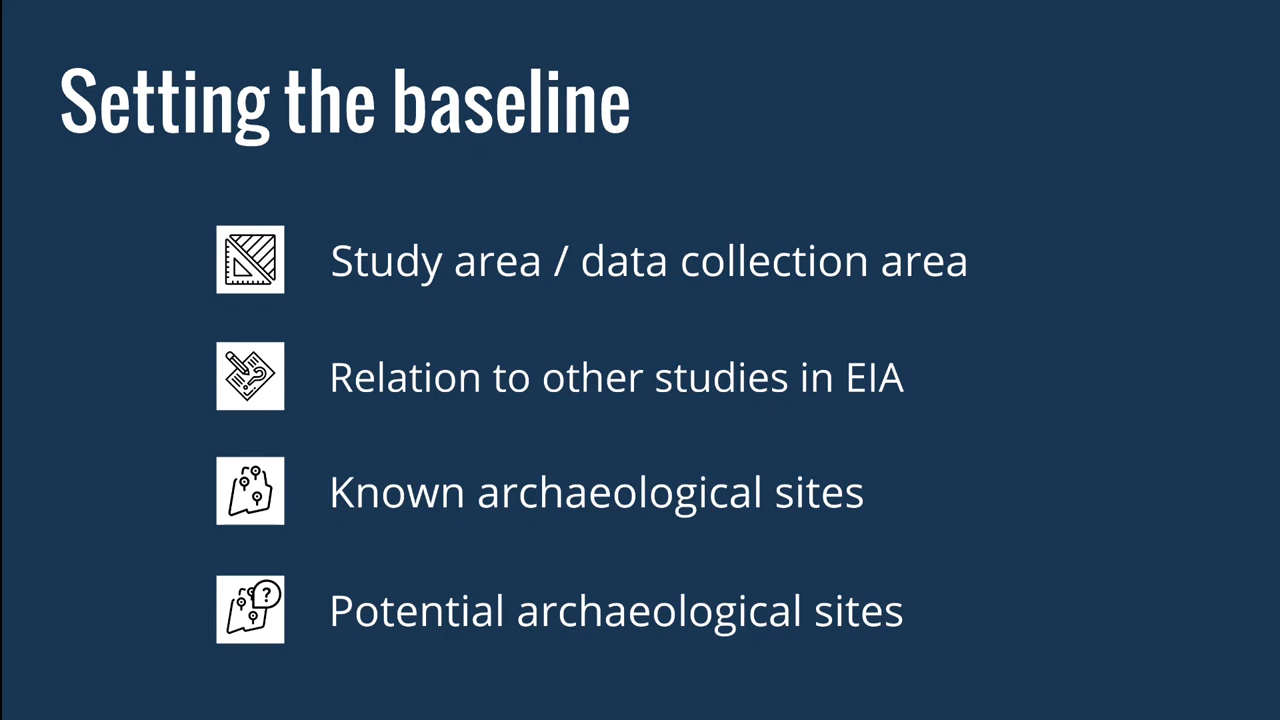 Setting the baseline
Study area / data collection area
Relation to other studies in EIA
Known archaeological sites
?
Potential archaeological sites